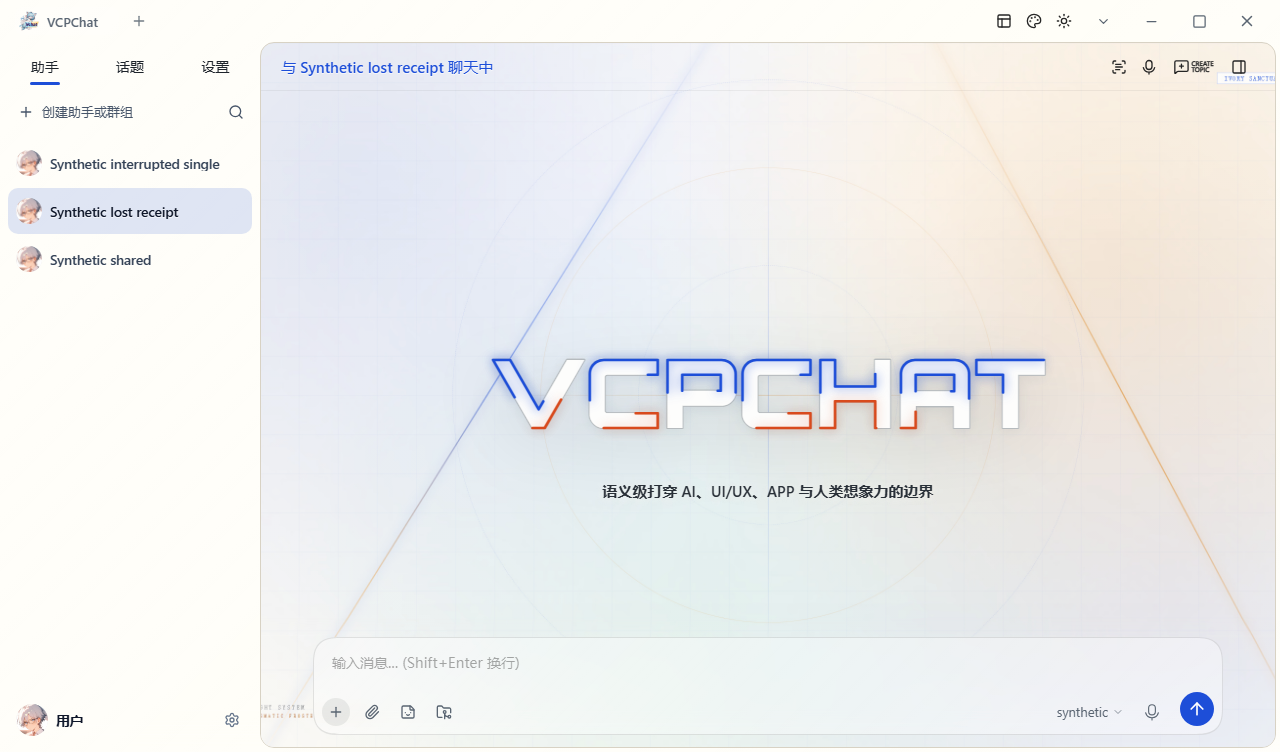 VCPChat
助手 话题 设置
与 Synthetic lost receipt 聊天中
CREATE
TOPIC
创建助手或群组
Synthetic interrupted single
Synthetic lost receipt
Synthetic shared
VCPCHAT
语义级打穿 AI、UI/UX、APP 与人类想象力的边界
输入消息... (Shift+Enter 换行)
用户
synthetic